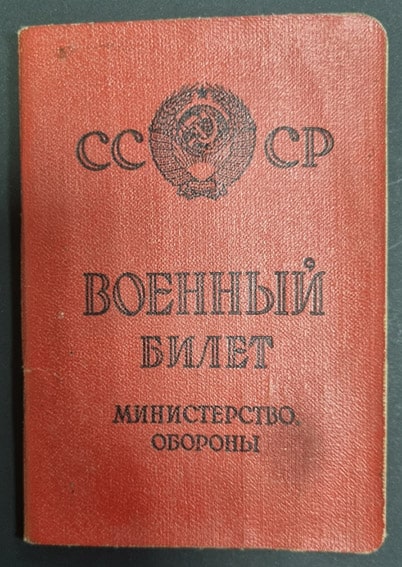 СССР
ВОЕННЫЙ
БИЛЕТ
МИНИСТЕРСТВО
ОБОРОНЫ